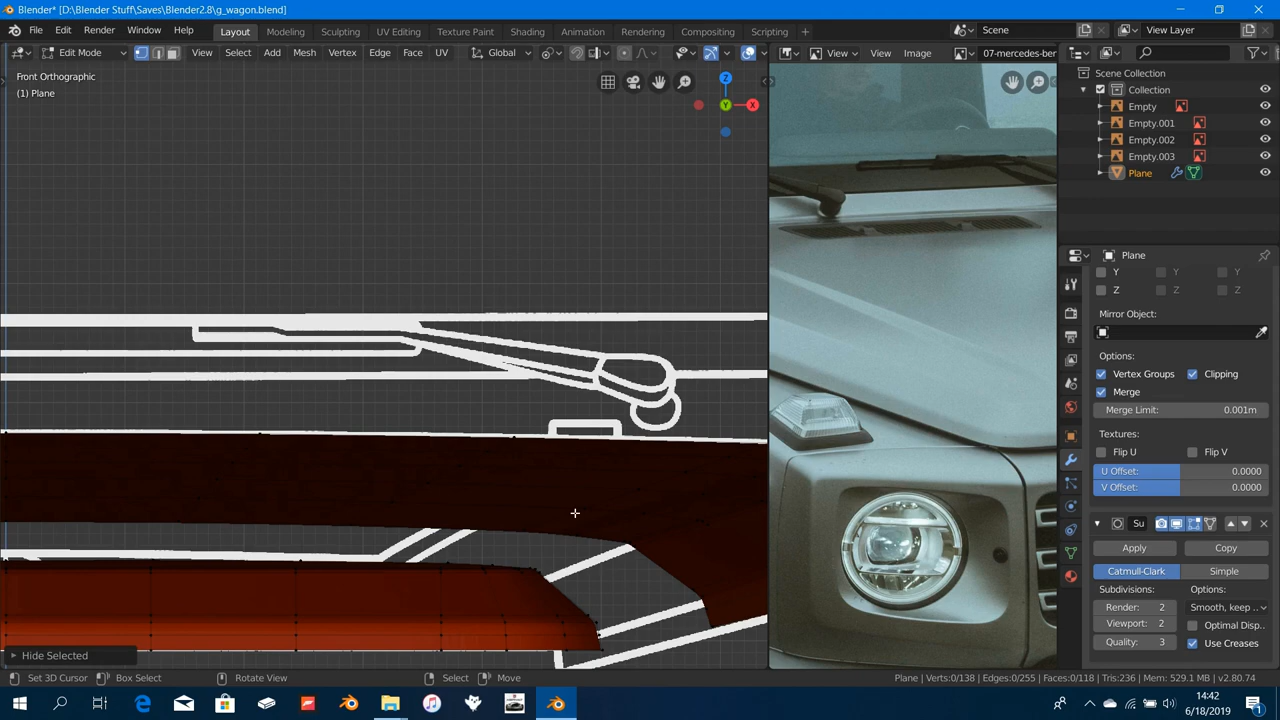 Blender* [D:\Blender Stuff\Saves\Blender2.8\g_wagon.blend]
File Edit Render Window Help
Layout Modeling Sculpting UV Editing Texture Paint Shading Animation Rendering Compositing Scripting +
Scene
View Layer
Edit Mode View Select Add Mesh Vertex Edge Face UV Global
View View Image 07-mercedes-ber
Front Orthographic
(1) Plane
Z
X
Y
Hide Selected
Scene Collection
Collection
Empty
Empty.001
Empty.002
Empty.003
Plane
Plane
Y Y Y
Z Z Z
Mirror Object:
Options:
Vertex Groups Clipping
Merge
Merge Limit: 0.001m
Textures:
Flip U Flip V
U Offset: 0.0000
V Offset: 0.0000
Su
Apply Copy
Catmull-Clark Simple
Subdivisions: Options:
Render: 2 Smooth, keep ..
Viewport: 2 Optimal Disp..
Quality: 3 Use Creases
Set 3D Cursor Box Select Rotate View Select Move
Plane | Verts:0/138 | Edges:0/255 | Faces:0/118 | Tris:236 | Mem: 529.1 MB | v2.80.74
14:42
6/18/2019